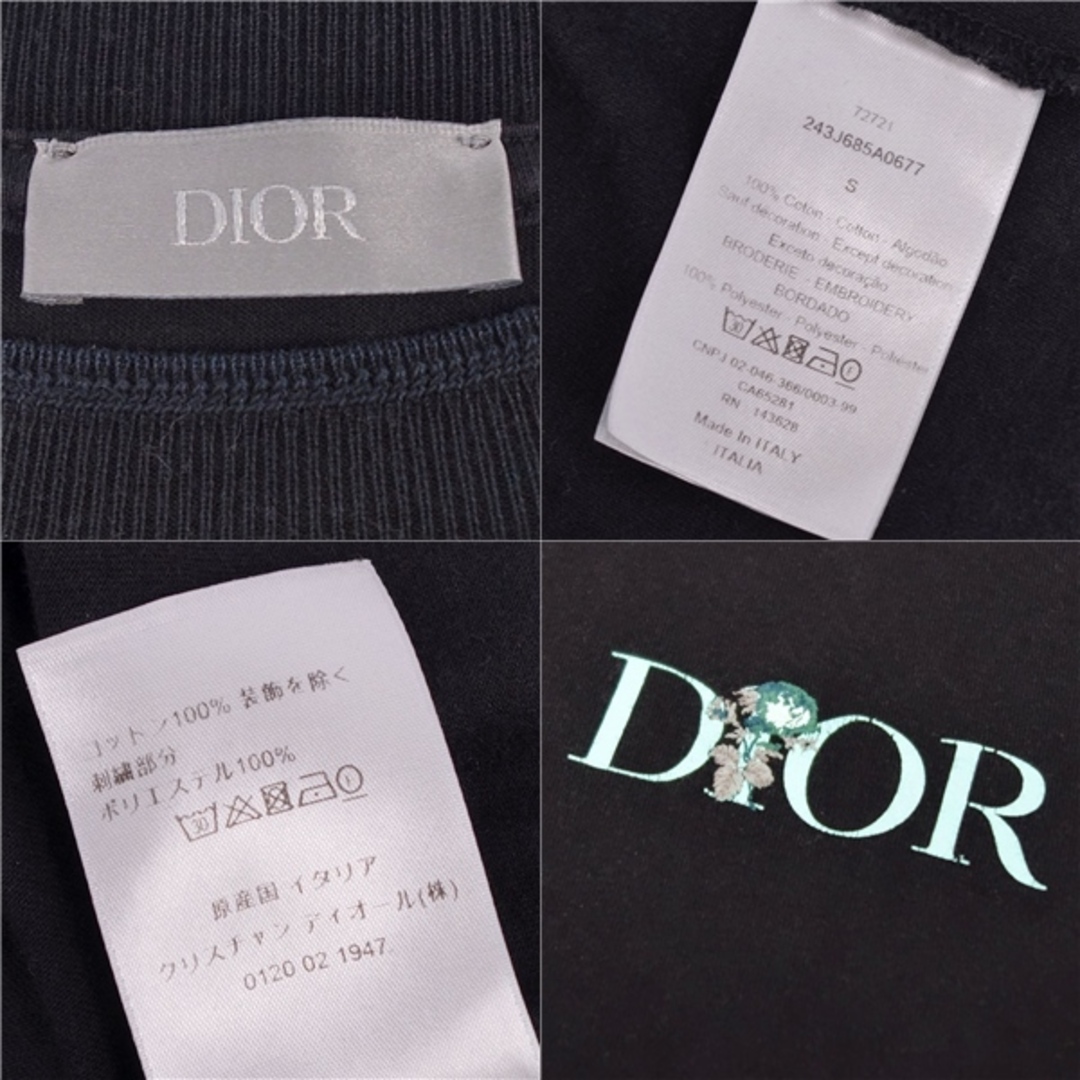 DIOR
72721
243J685A0677
S
100% Coton - Cotton - Algodão
Sauf décoration - Except decoration
Exceto decoração
BRODERIE - EMBROIDERY
BORDADO
100% Polyester - Polyester - Poliester
30
CNPJ 02-046-366/0003-99
CA65281
RN 143628
Made In ITALY
ITALIA
コットン100% 装飾を除く
刺繍部分
ポリエステル100%
30
原産国 イタリア
クリスチャン ディオール(株)
0120 02 1947
DIOR